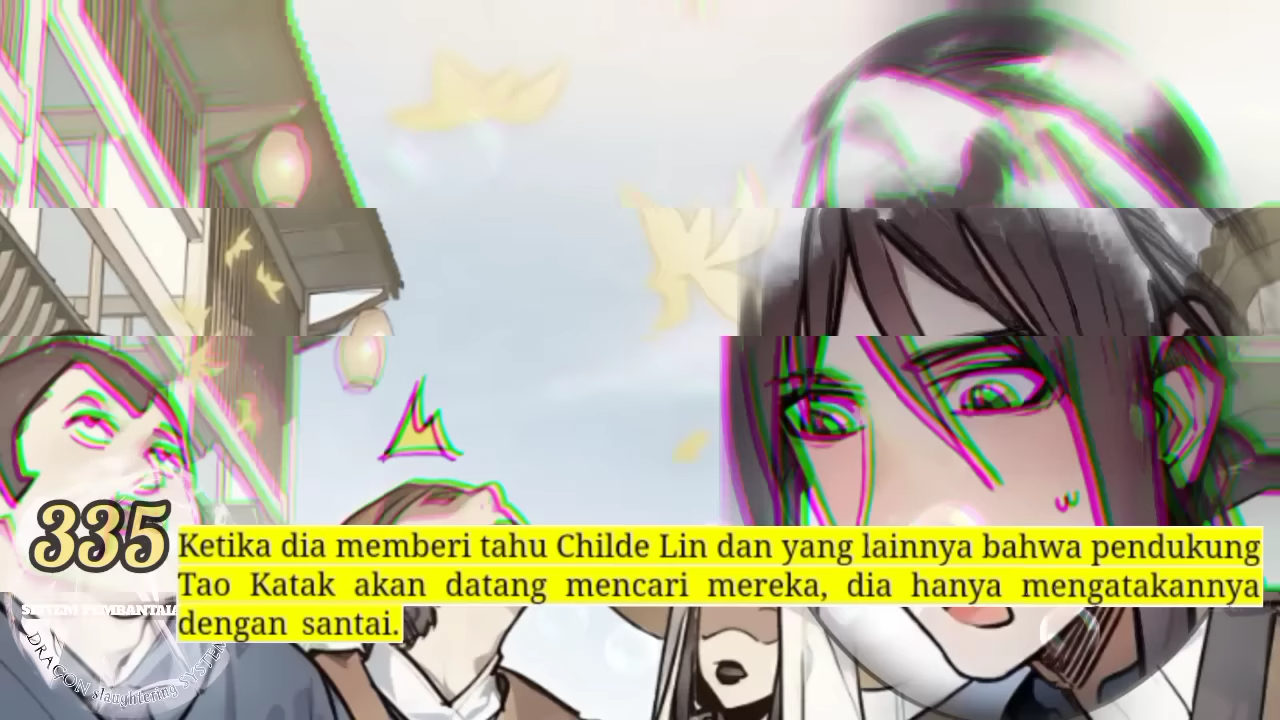 335
Ketika dia memberi tahu Childe Lin dan yang lainnya bahwa pendukung
Tao Katak akan datang mencari mereka, dia hanya mengatakannya
dengan santai.
SISTEM PEMBANTAIA
DRAGON slaughtering SYSTEM